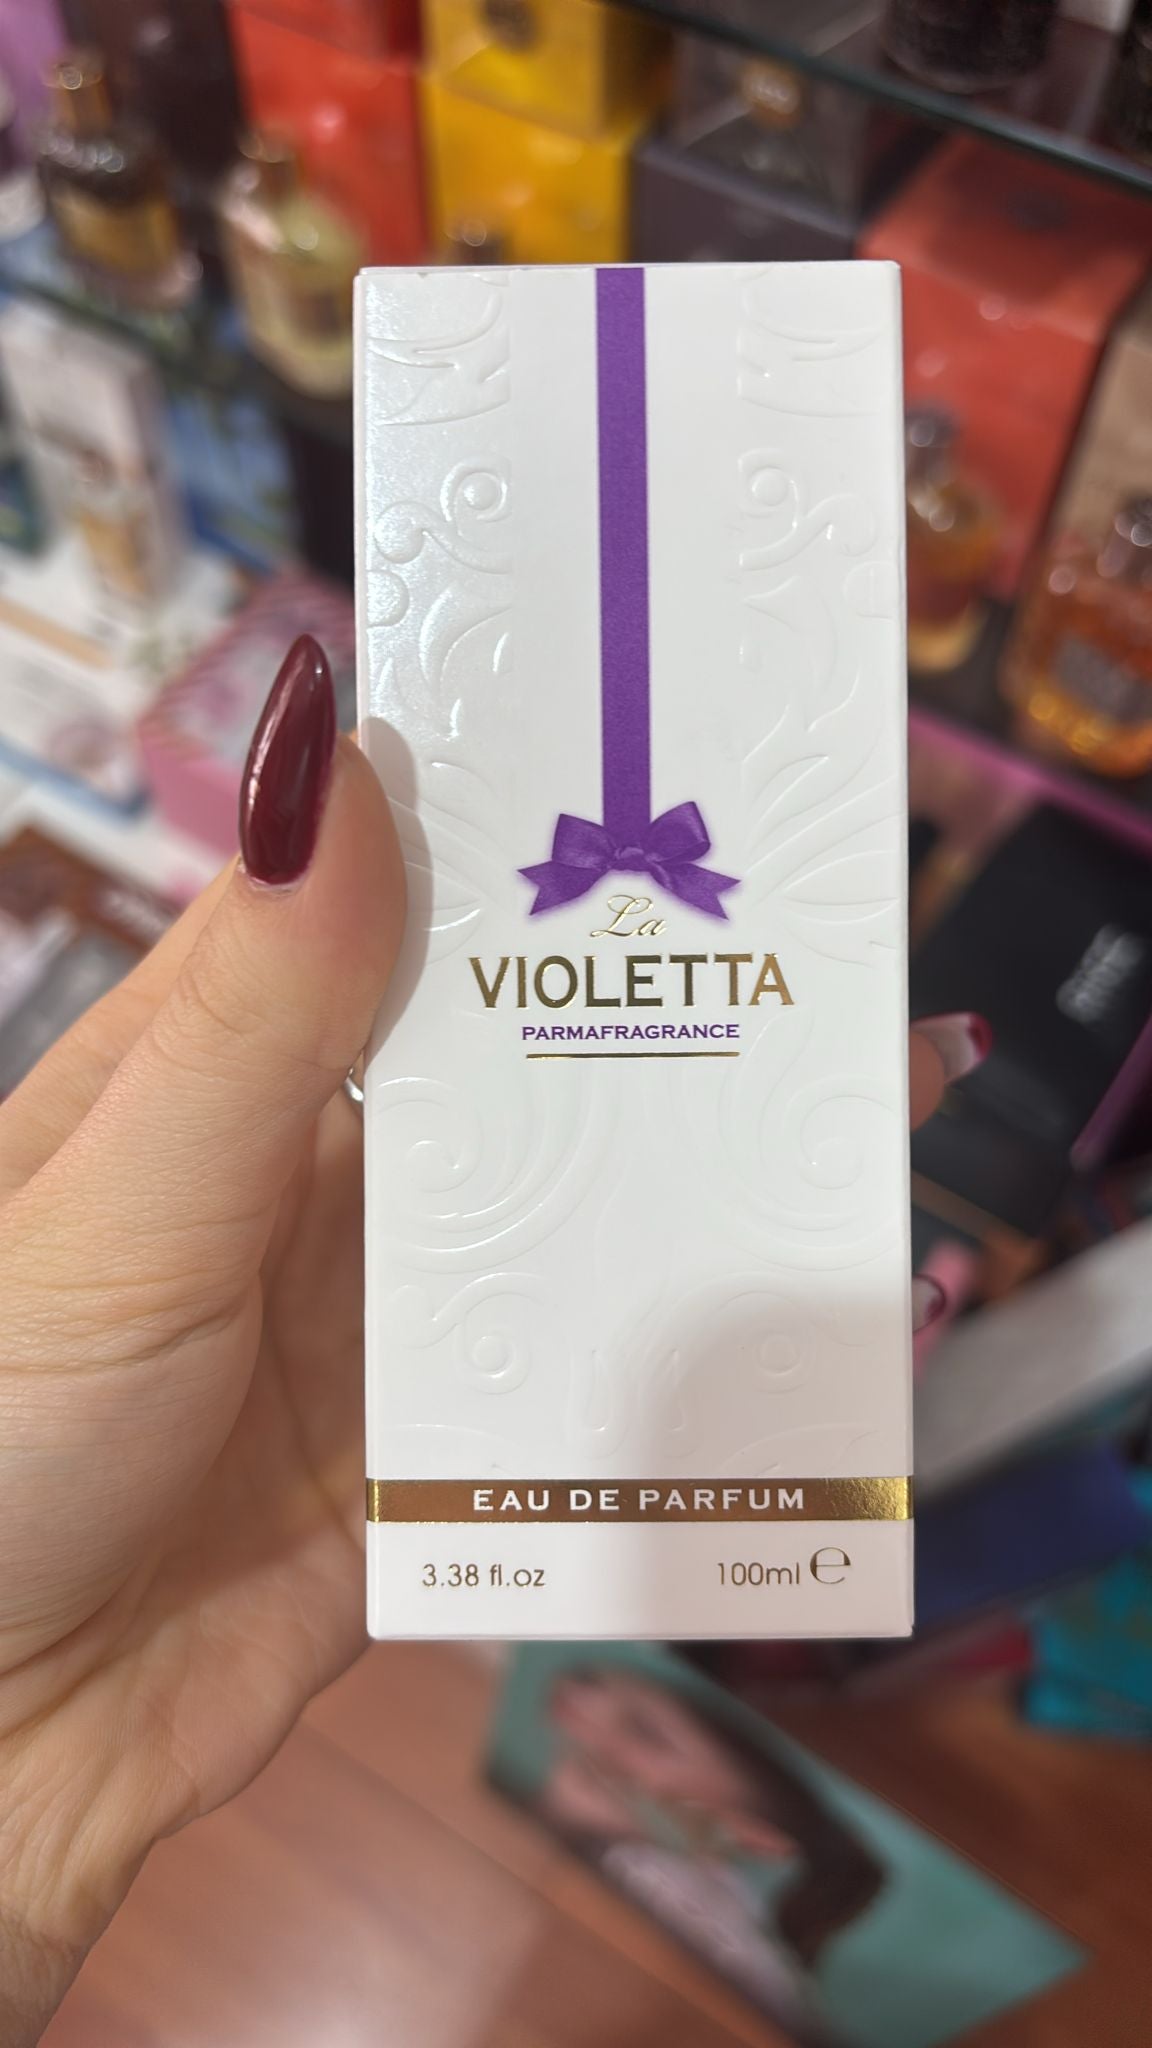 La
VIOLETTA
PARMAFRAGRANCE
EAU DE PARFUM
3.38 fl.oz 100ml ℮